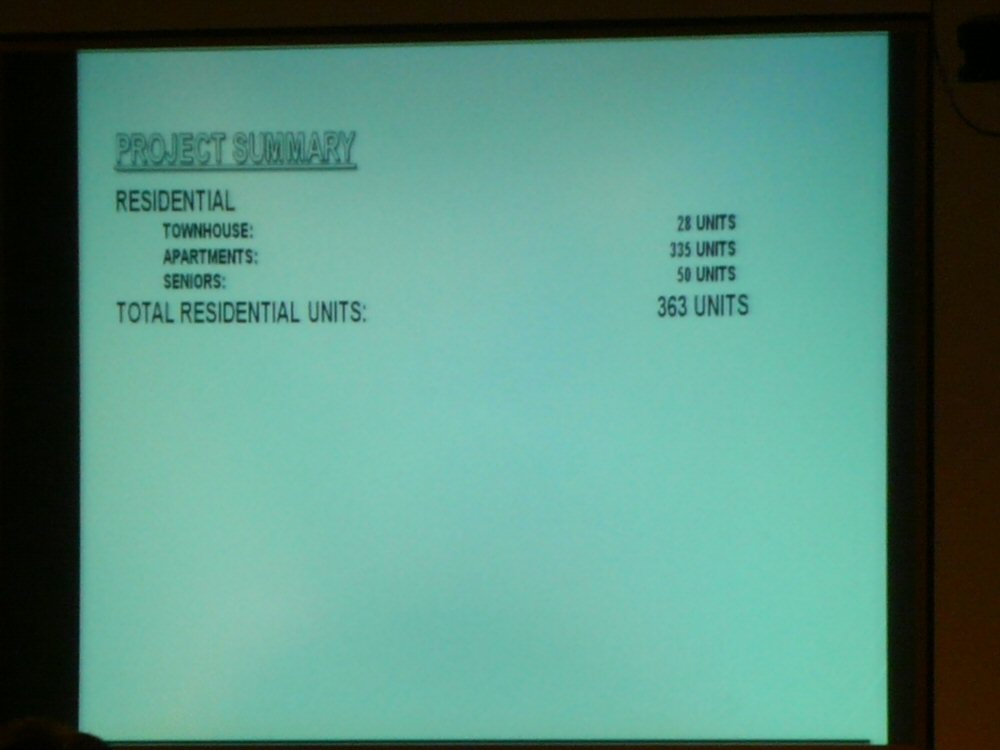 PROJECT SUMMARY
RESIDENTIAL
TOWNHOUSE: 28 UNITS
APARTMENTS: 335 UNITS
SENIORS: 50 UNITS
TOTAL RESIDENTIAL UNITS: 363 UNITS